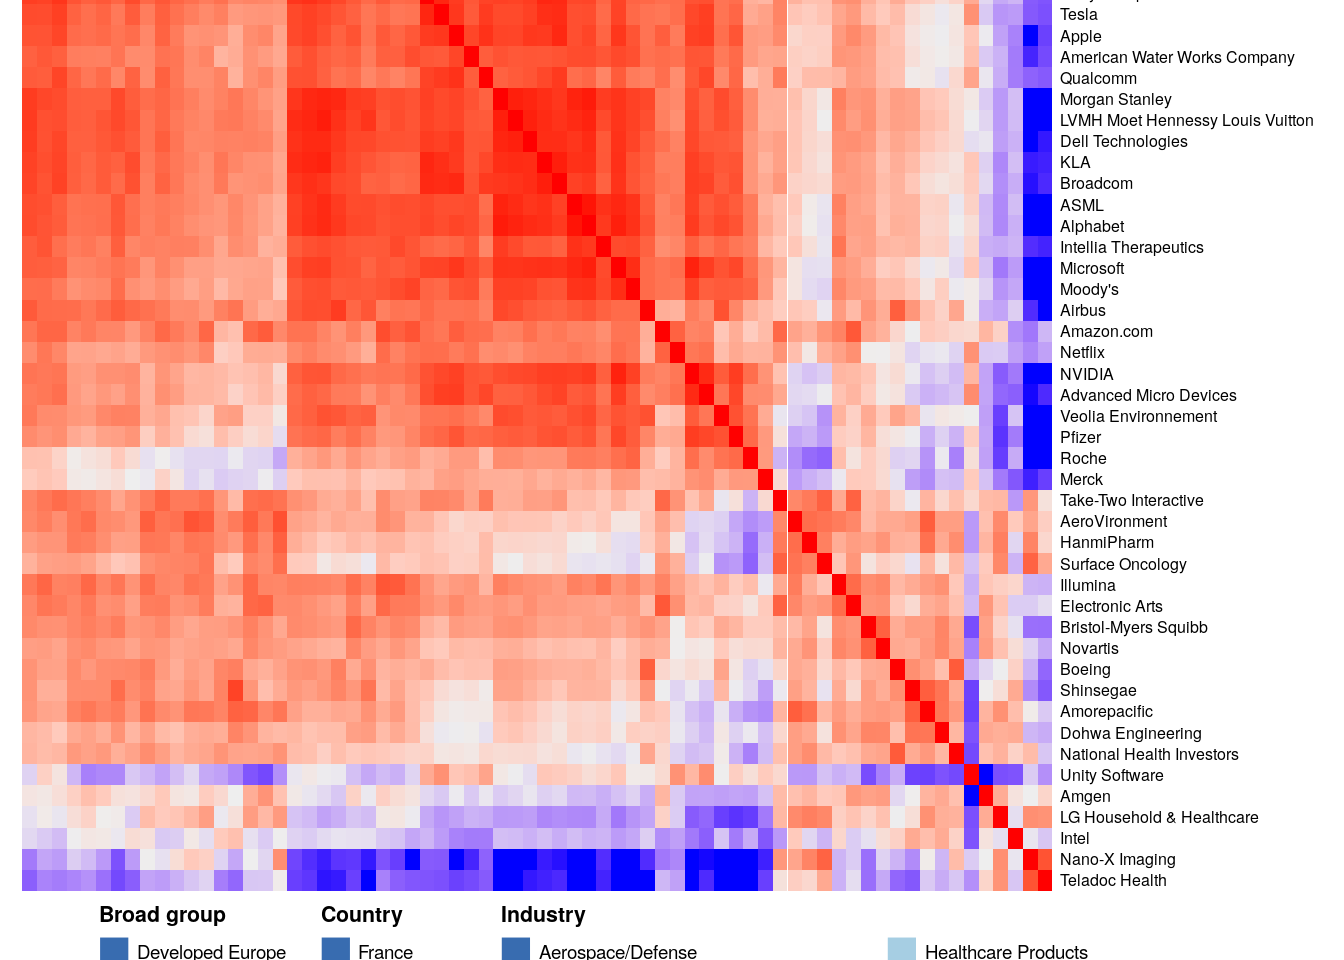 Tesla
Apple
American Water Works Company
Qualcomm
Morgan Stanley
LVMH Moet Hennessy Louis Vuitton
Dell Technologies
KLA
Broadcom
ASML
Alphabet
Intellia Therapeutics
Microsoft
Moody's
Airbus
Amazon.com
Netflix
NVIDIA
Advanced Micro Devices
Veolia Environnement
Pfizer
Roche
Merck
Take-Two Interactive
AeroVironment
HanmiPharm
Surface Oncology
Illumina
Electronic Arts
Bristol-Myers Squibb
Novartis
Boeing
Shinsegae
Amorepacific
Dohwa Engineering
National Health Investors
Unity Software
Amgen
LG Household & Healthcare
Intel
Nano-X Imaging
Teladoc Health
Broad group Country Industry
Developed Europe France Aerospace/Defense Healthcare Products